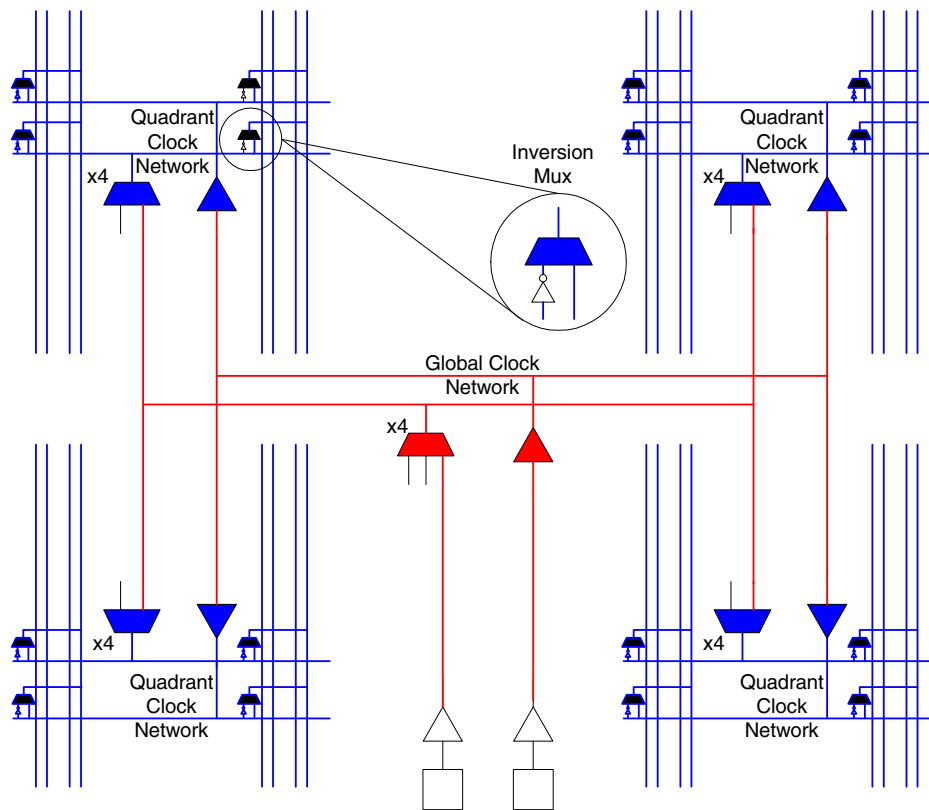 Quadrant
Clock
Network
x4
Inversion
Mux
Quadrant
Clock
Network
x4
Global Clock
Network
x4
x4
Quadrant
Clock
Network
x4
Quadrant
Clock
Network